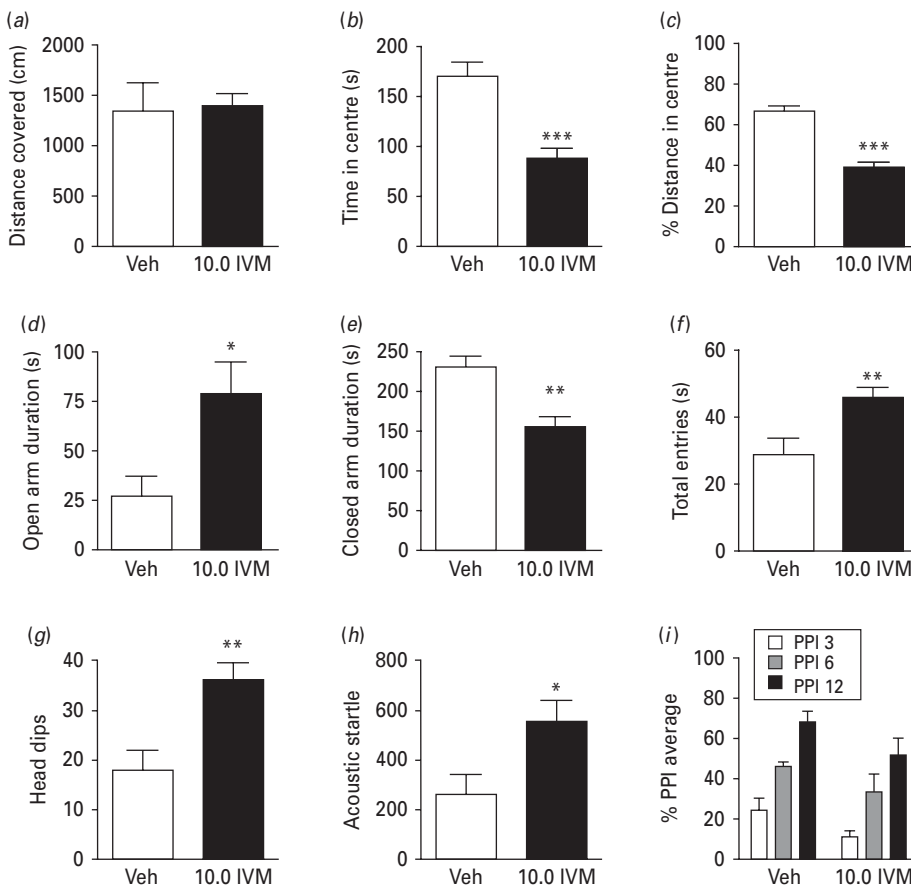 (a)
Distance covered (cm)
2000
1500
1000
500
0
Veh
10.0 IVM
(b)
Time in centre (s)
200
150
100
50
0
***
Veh
10.0 IVM
(c)
% Distance in centre
100
80
60
40
20
0
***
Veh
10.0 IVM
(d)
Open arm duration (s)
100
75
50
25
0
*
Veh
10.0 IVM
(e)
Closed arm duration (s)
250
200
150
100
50
0
**
Veh
10.0 IVM
(f)
Total entries (s)
60
40
20
0
**
Veh
10.0 IVM
(g)
Head dips
40
30
20
10
0
**
Veh
10.0 IVM
(h)
Acoustic startle
800
600
400
200
0
*
Veh
10.0 IVM
(i)
PPI 3
PPI 6
PPI 12
% PPI average
100
80
60
40
20
0
Veh
10.0 IVM